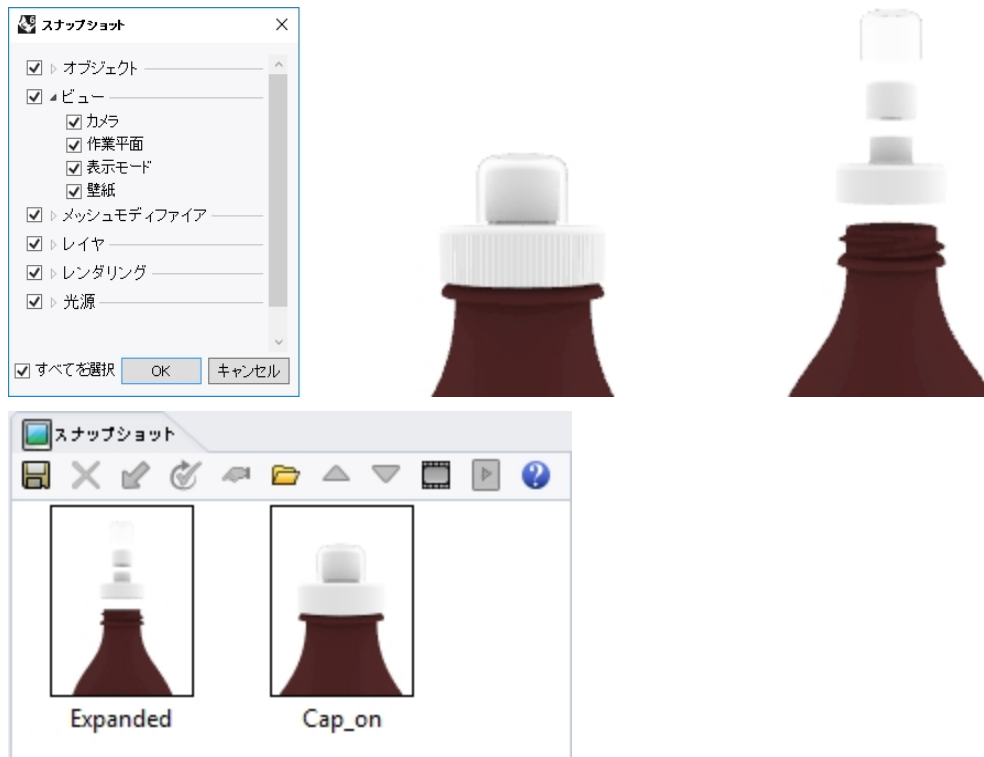 スナップショット
オブジェクト
ビュー
カメラ
作業平面
表示モード
壁紙
メッシュモディファイア
レイヤ
レンダリング
光源
すべてを選択 OK キャンセル
スナップショット
Expanded Cap_on